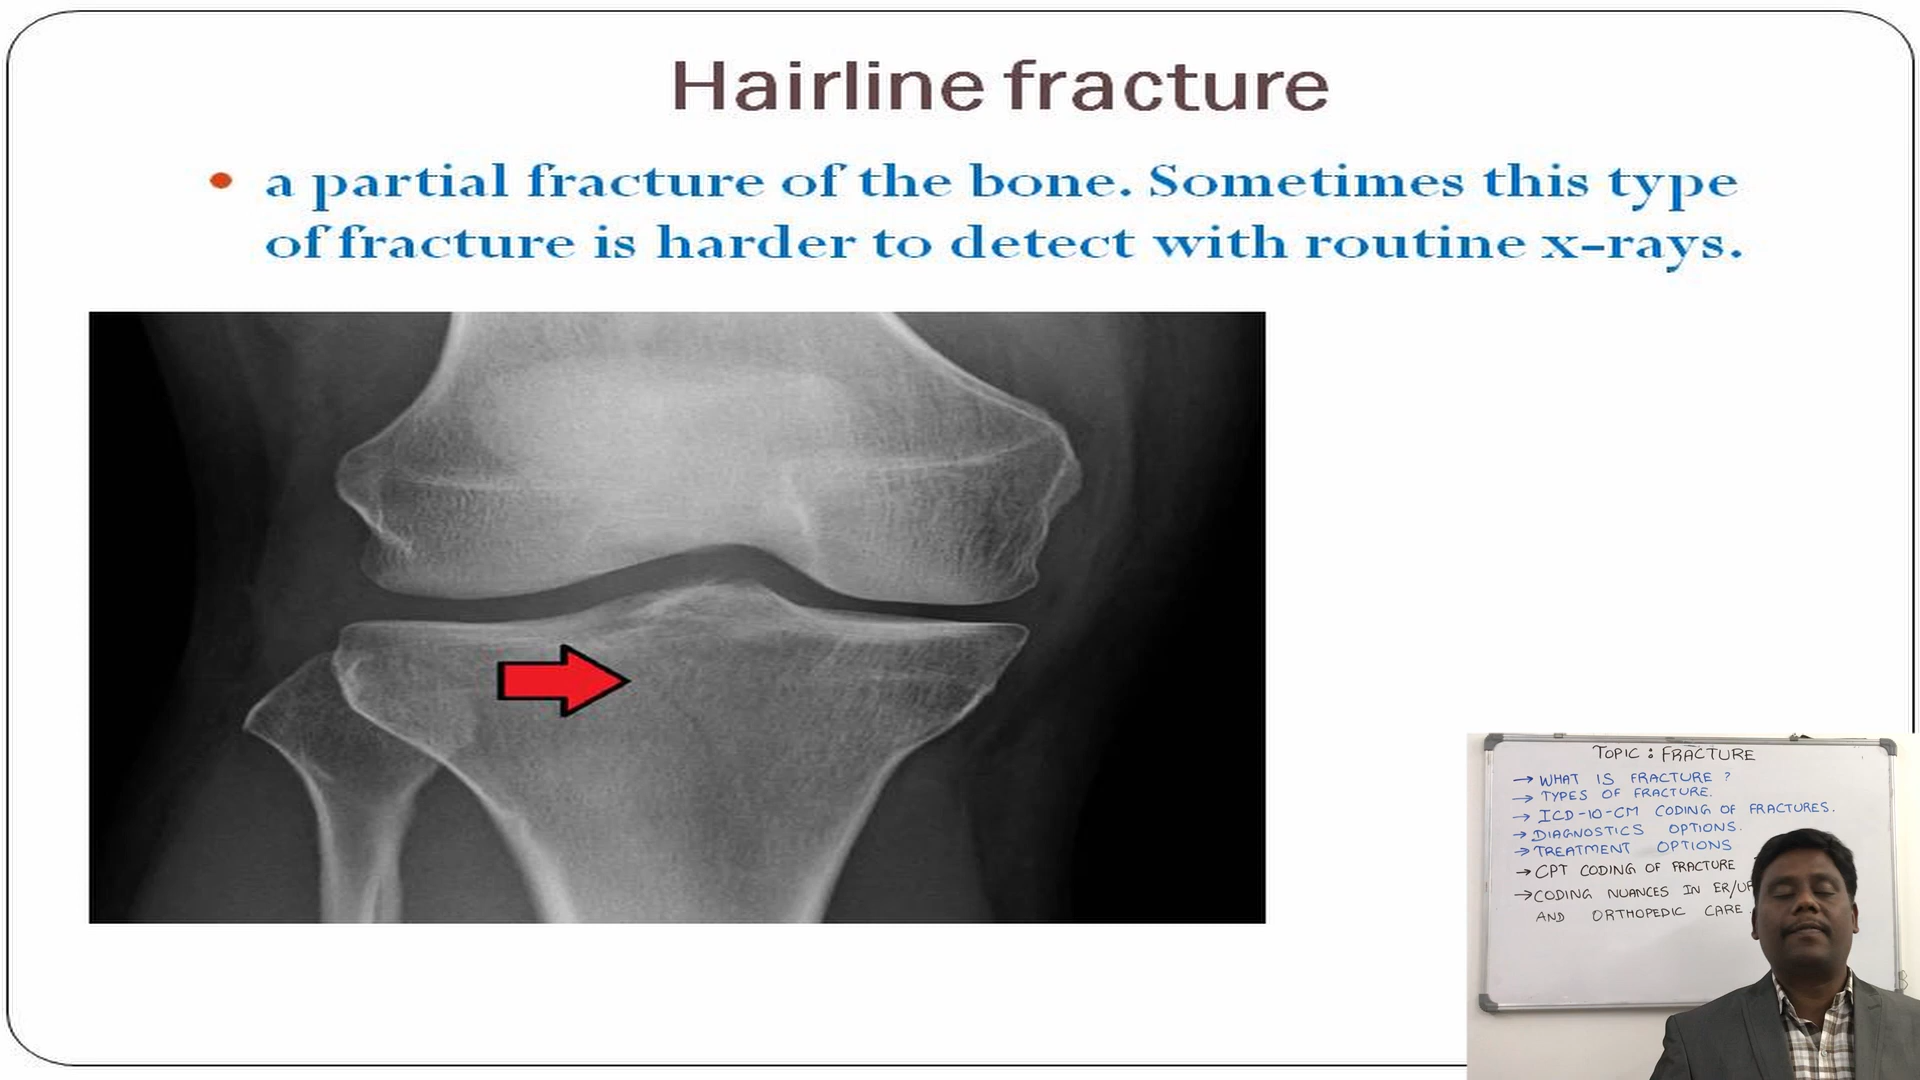 Hairline fracture
• a partial fracture of the bone. Sometimes this type
of fracture is harder to detect with routine x-rays.
TOPIC : FRACTURE
→ WHAT IS FRACTURE ?
→ TYPES OF FRACTURE.
→ ICD-10-CM CODING OF FRACTURES.
→ DIAGNOSTICS OPTIONS.
→ TREATMENT OPTIONS
→ CPT CODING OF FRACTURE
→ CODING NUANCES IN ER/
AND ORTHOPEDIC CARE